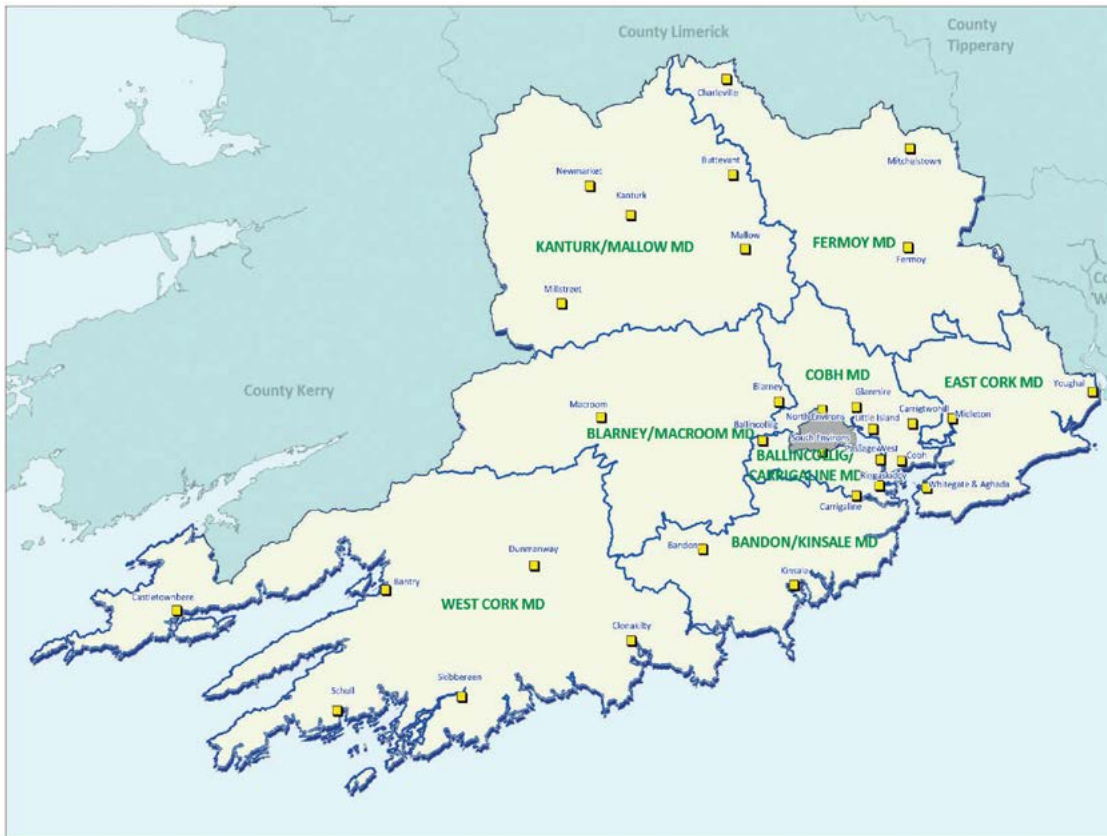 County Limerick
County
Tipperary
Charleville
Mitchelstown
Buttevant
Newmarket
Kanturk
KANTURK/MALLOW MD
Mallow
FERMOY MD
Fermoy
Co
W
Millstreet
COBH MD
EAST CORK MD
Youghal
County Kerry
Blarney
Glanmire
Macroom
North Environs
Little Island
Carrigtwohill
Midleton
BLARNEY/MACROOM MD
Ballincollig
South Environs
Passage West
Cobh
BALLINCOLLIG/
CARRIGALINE MD
Ringaskiddy
Whitegate & Aghada
Carrigaline
BANDON/KINSALE MD
Bandon
Dunmanway
Kinsale
Bantry
Castletownbere
WEST CORK MD
Clonakilty
Skibbereen
Schull